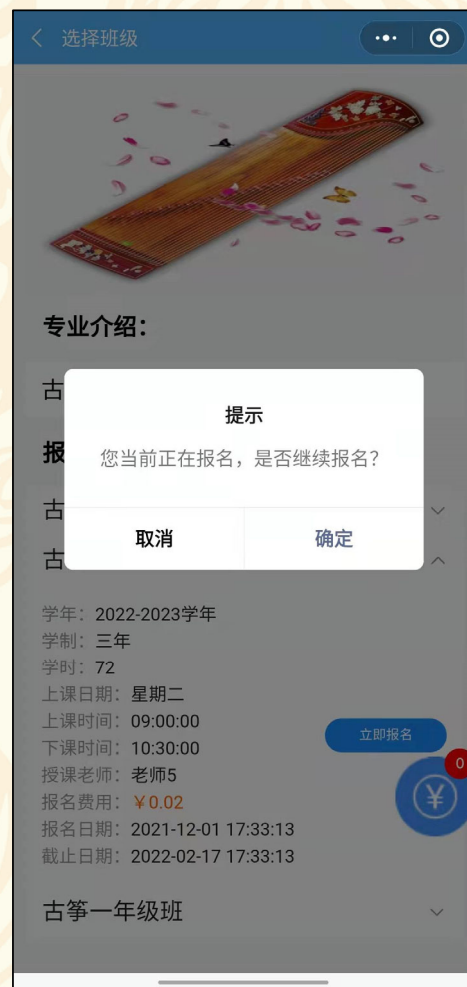 选择班级
专业介绍：
古
提示
报
您当前正在报名，是否继续报名？
古
取消
确定
古
学年：2022-2023学年
学制：三年
学时：72
上课日期：星期二
上课时间：09:00:00
立即报名
下课时间：10:30:00
0
授课老师：老师5
¥
报名费用：￥0.02
报名日期：2021-12-01 17:33:13
截止日期：2022-02-17 17:33:13
古筝一年级班